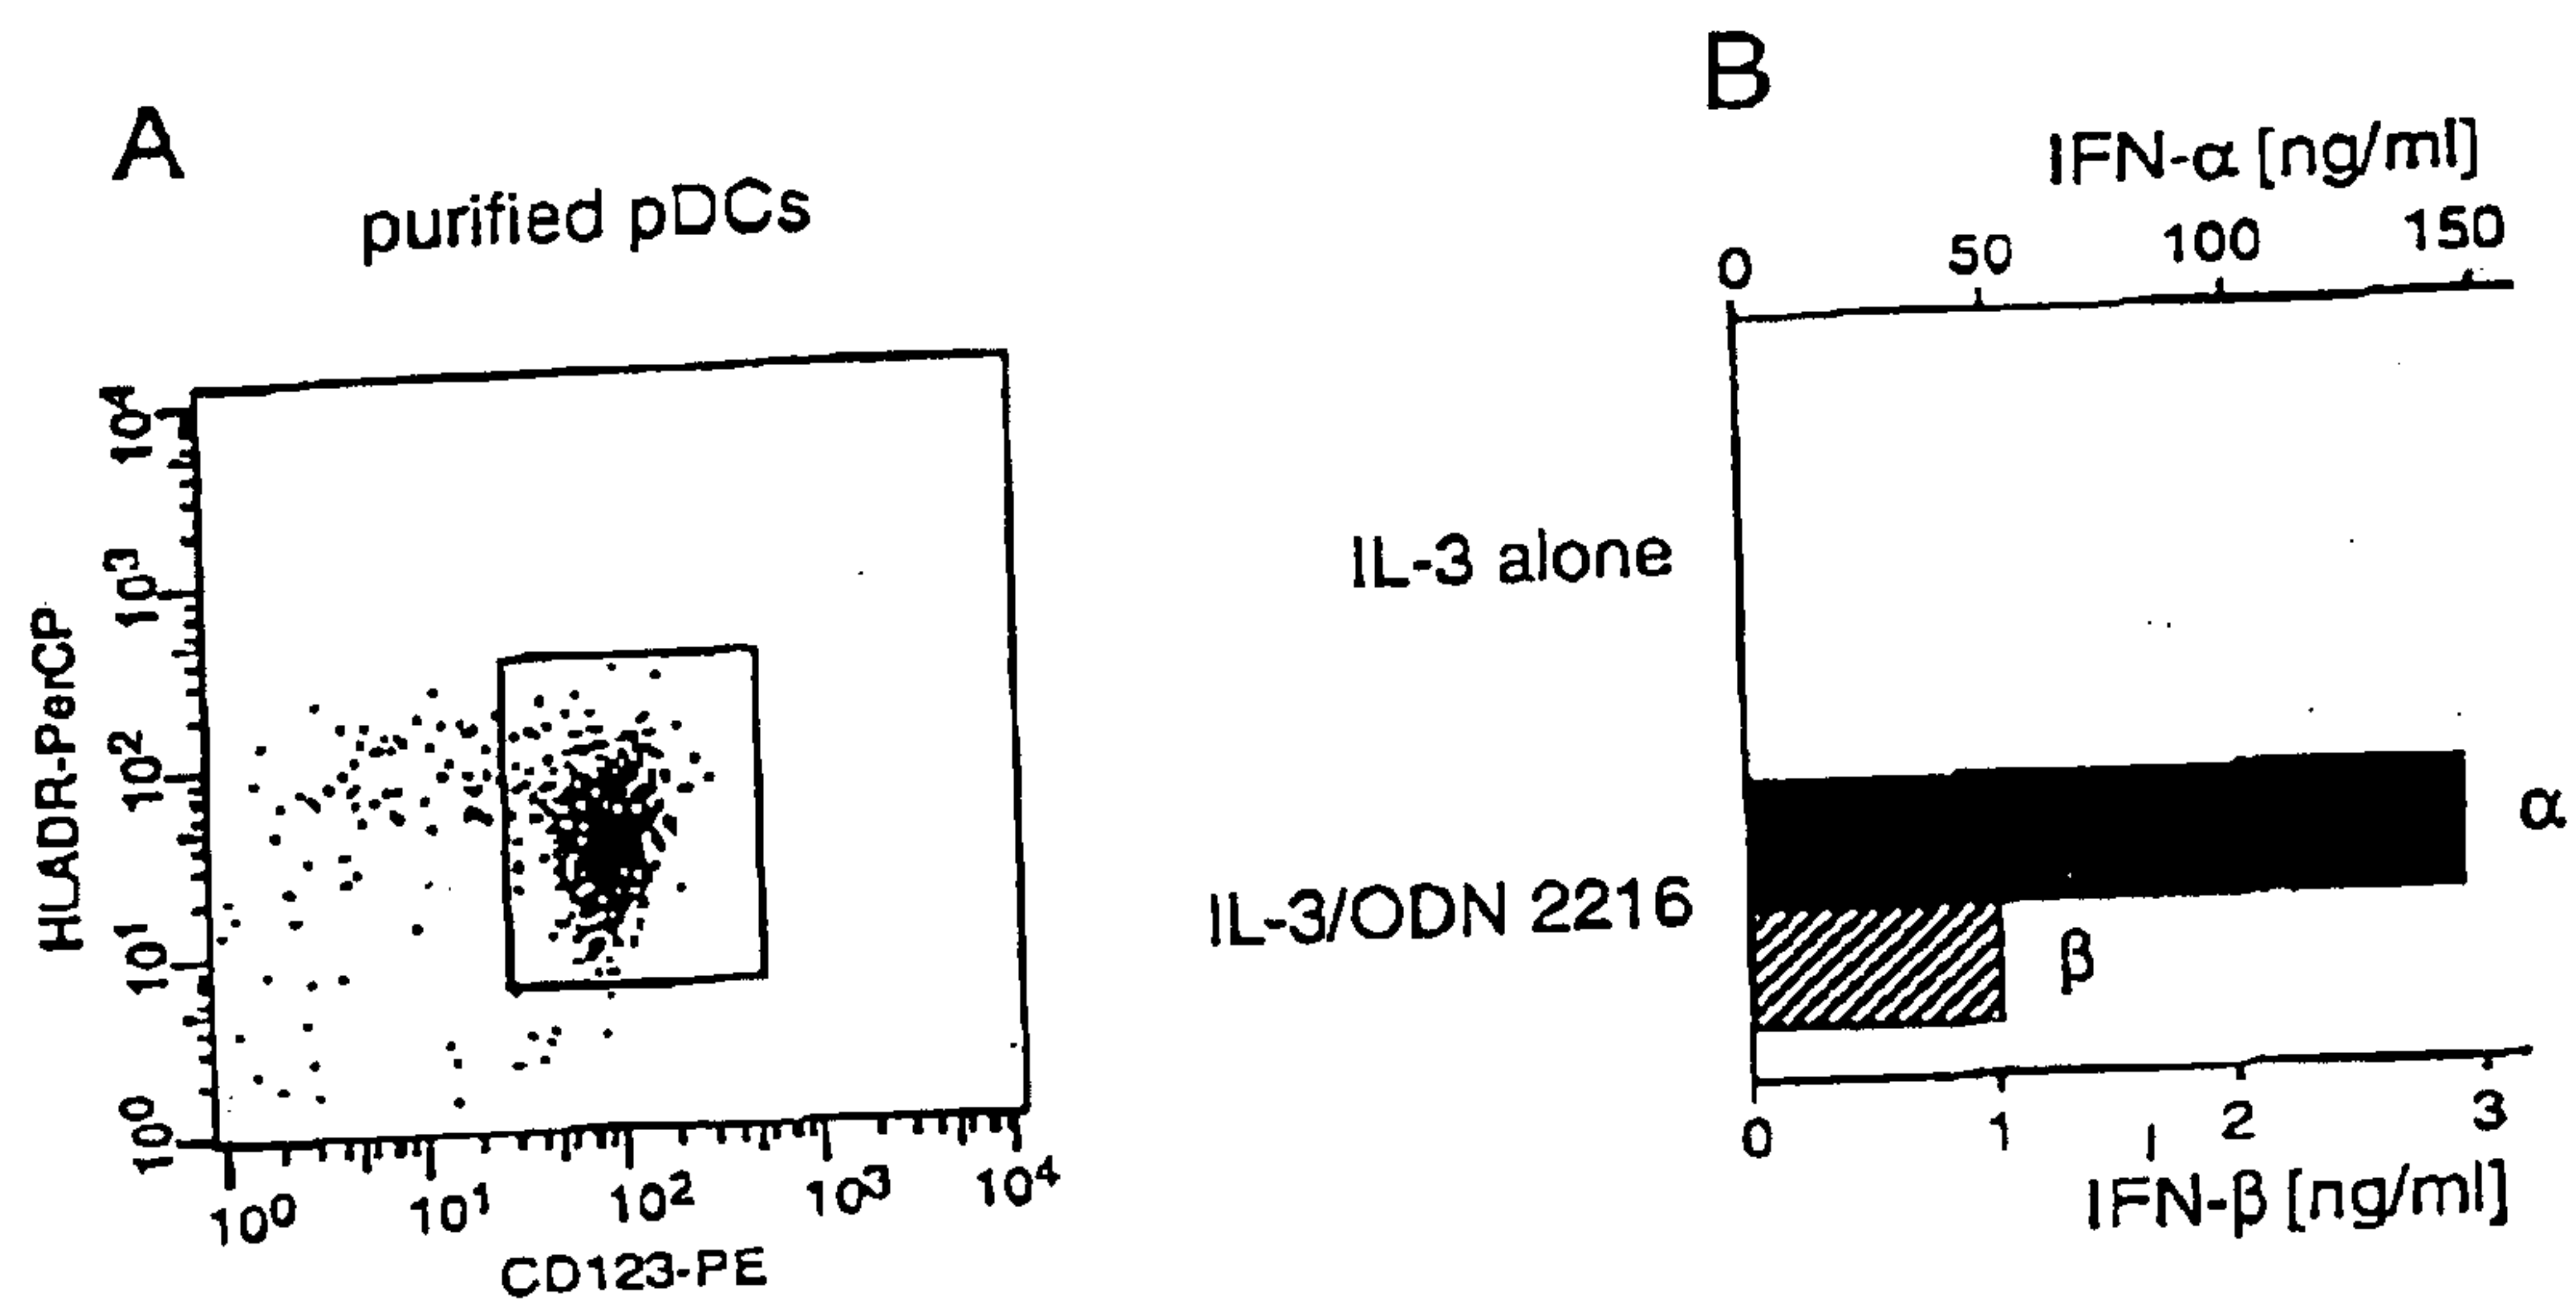 A
purified pDCs
10⁴
10³
10²
10¹
10⁰
HLADR-PerCP
10⁰ 10¹ 10² 10³ 10⁴
CD123-PE
B
IFN-α [ng/ml]
0 50 100 150
IL-3 alone
IL-3/ODN 2216
α
β
0 1 2 3
IFN-β [ng/ml]